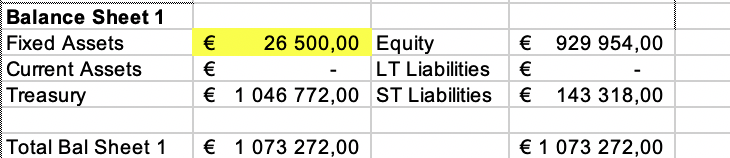 Balance Sheet 1
Fixed Assets € 26 500,00 Equity € 929 954,00
Current Assets € - LT Liabilities € -
Treasury € 1 046 772,00 ST Liabilities € 143 318,00
Total Bal Sheet 1 € 1 073 272,00 € 1 073 272,00